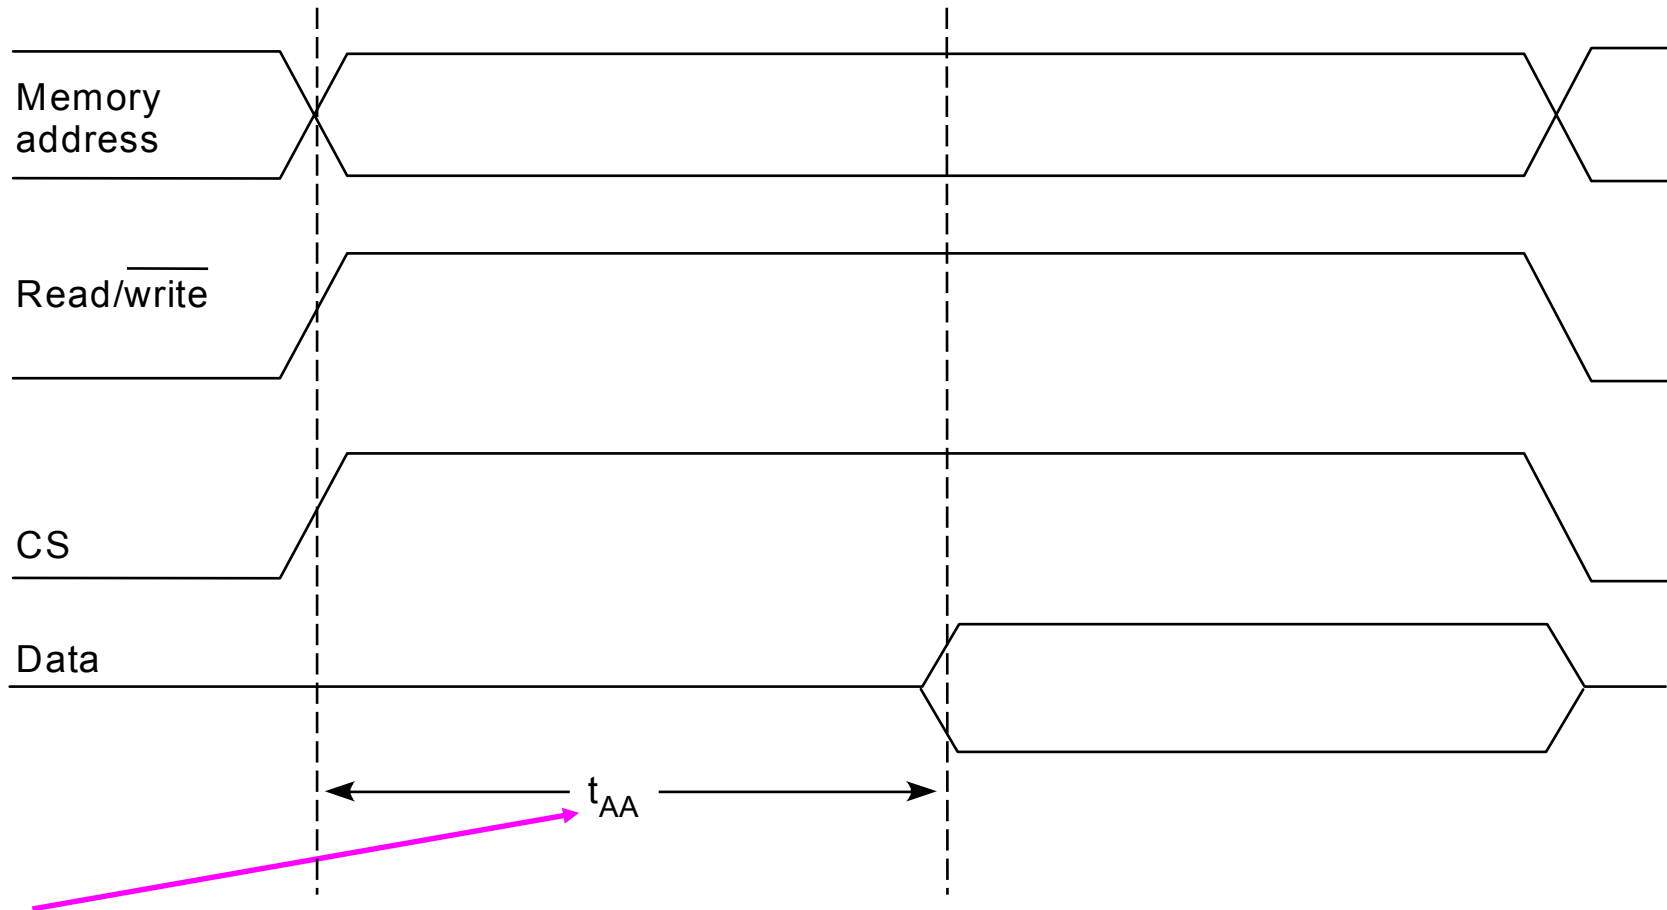 Memory
address
Read/write
CS
Data
tAA